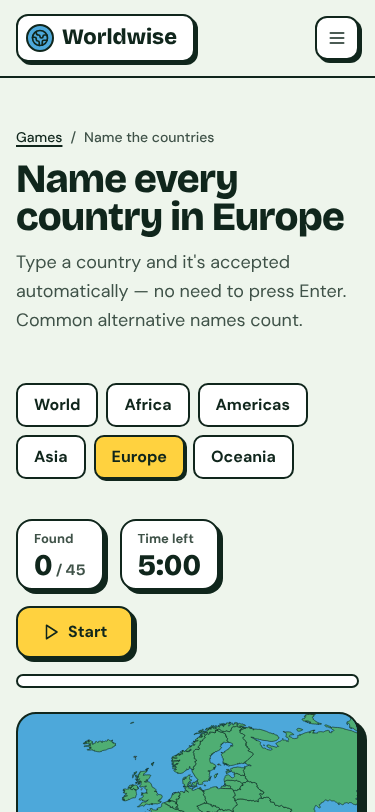 Worldwise
Games / Name the countries
Name every
country in Europe
Type a country and it's accepted
automatically — no need to press Enter.
Common alternative names count.
World Africa Americas
Asia Europe Oceania
Found Time left
0 / 45 5:00
Start